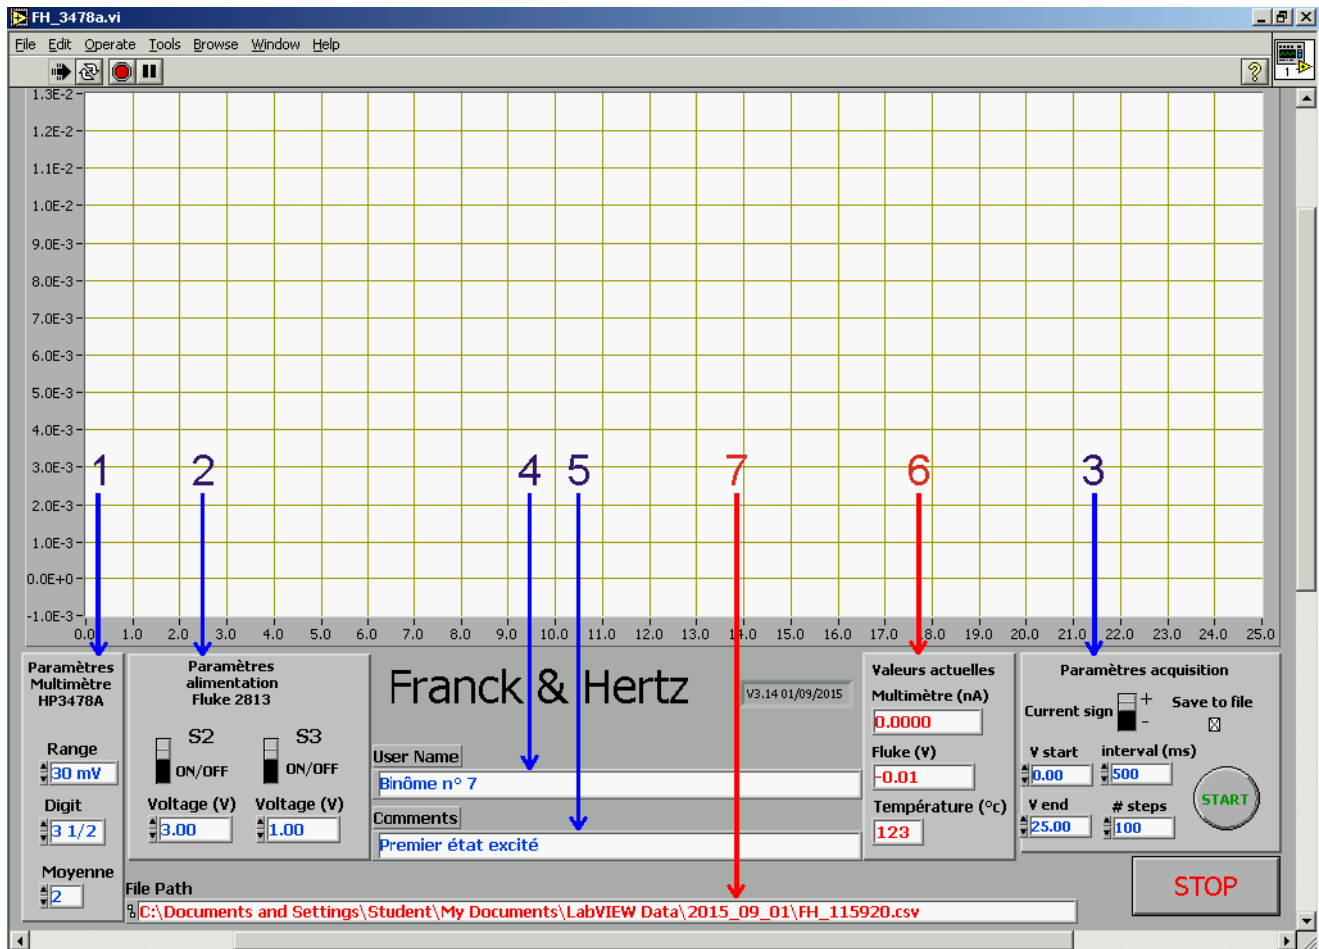 FH_3478a.vi
File Edit Operate Tools Browse Window Help
1
1.3E-2
1.2E-2
1.1E-2
1.0E-2
9.0E-3
8.0E-3
7.0E-3
6.0E-3
5.0E-3
4.0E-3
3.0E-3
2.0E-3
1.0E-3
0.0E+0
-1.0E-3
1 2 4 5 7 6 3
0.0 1.0 2.0 3.0 4.0 5.0 6.0 7.0 8.0 9.0 10.0 11.0 12.0 13.0 14.0 15.0 16.0 17.0 18.0 19.0 20.0 21.0 22.0 23.0 24.0 25.0
Paramètres
Multimètre
HP3478A
Range
30 mV
Digit
3 1/2
Moyenne
2
Paramètres
alimentation
Fluke 2813
S2 S3
ON/OFF ON/OFF
Voltage (V) Voltage (V)
3.00 1.00
Franck & Hertz
V3.14 01/09/2015
User Name
Binôme n° 7
Comments
Premier état excité
Valeurs actuelles
Multimètre (nA)
0.0000
Fluke (V)
-0.01
Température (°c)
123
Paramètres acquisition
Current sign + - Save to file
V start interval (ms)
0.00 500
V end # steps
25.00 100
START
STOP
File Path
C:\Documents and Settings\Student\My Documents\LabVIEW Data\2015_09_01\FH_115920.csv